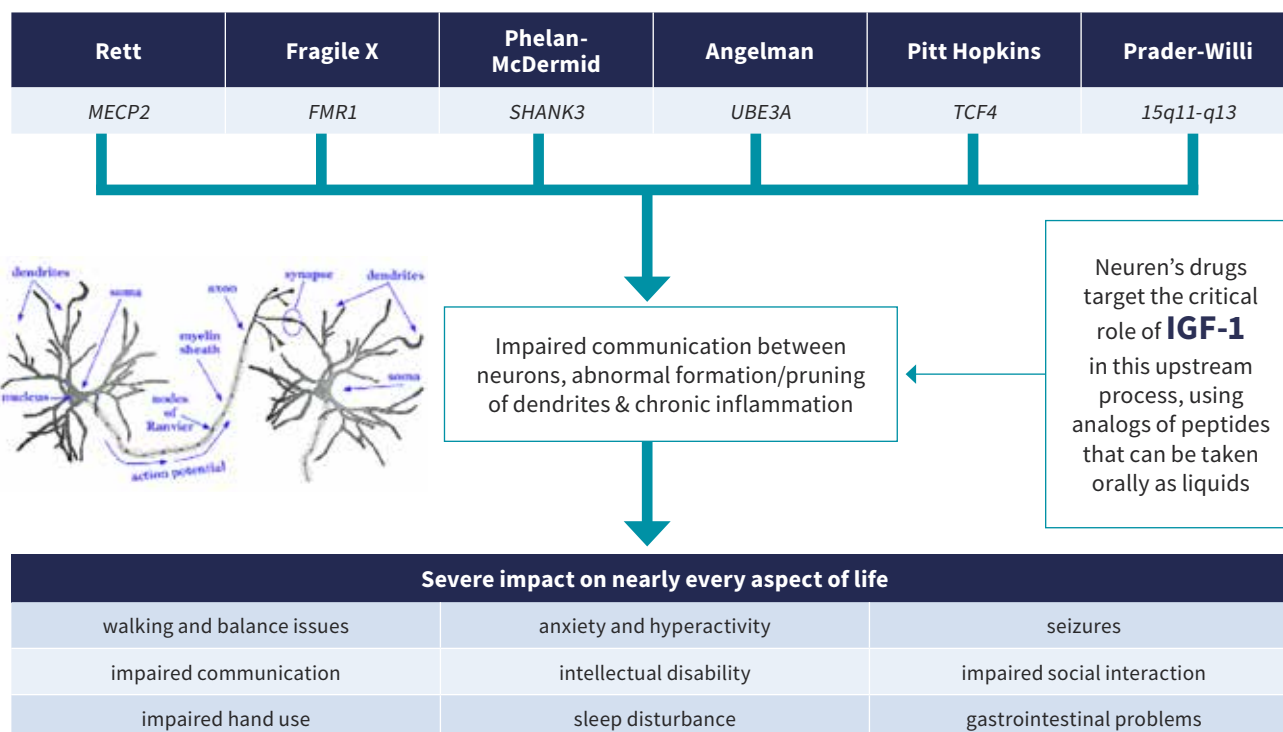 Rett
Fragile X
Phelan-
McDermid
Angelman
Pitt Hopkins
Prader-Willi
MECP2
FMR1
SHANK3
UBE3A
TCF4
15q11-q13
dendrites
soma
axon
synapse
dendrites
myelin
sheath
nucleus
nodes
of
Ranvier
soma
action potential
Impaired communication between
neurons, abnormal formation/pruning
of dendrites & chronic inflammation
Neuren’s drugs
target the critical
role of IGF-1
in this upstream
process, using
analogs of peptides
that can be taken
orally as liquids
Severe impact on nearly every aspect of life
walking and balance issues
anxiety and hyperactivity
seizures
impaired communication
intellectual disability
impaired social interaction
impaired hand use
sleep disturbance
gastrointestinal problems